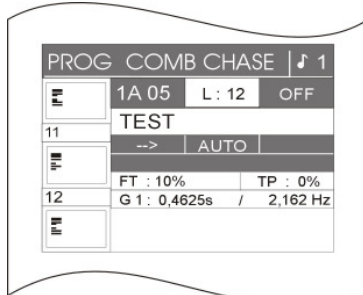 PROG COMB CHASE ♪ 1
1A 05 L : 12 OFF
TEST
11
--> AUTO
FT : 10% TP : 0%
12
G 1 : 0,4625s / 2,162 Hz